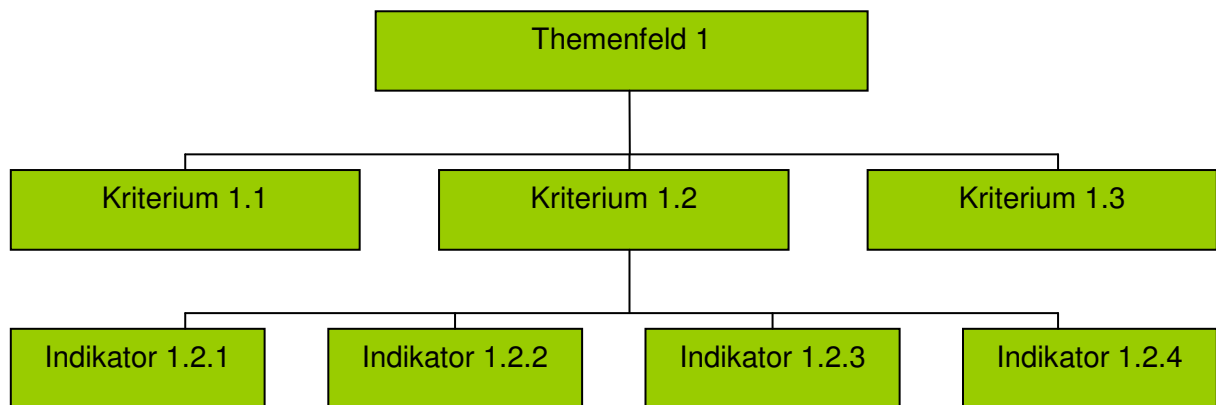 Themenfeld 1
Kriterium 1.1
Kriterium 1.2
Kriterium 1.3
Indikator 1.2.1
Indikator 1.2.2
Indikator 1.2.3
Indikator 1.2.4